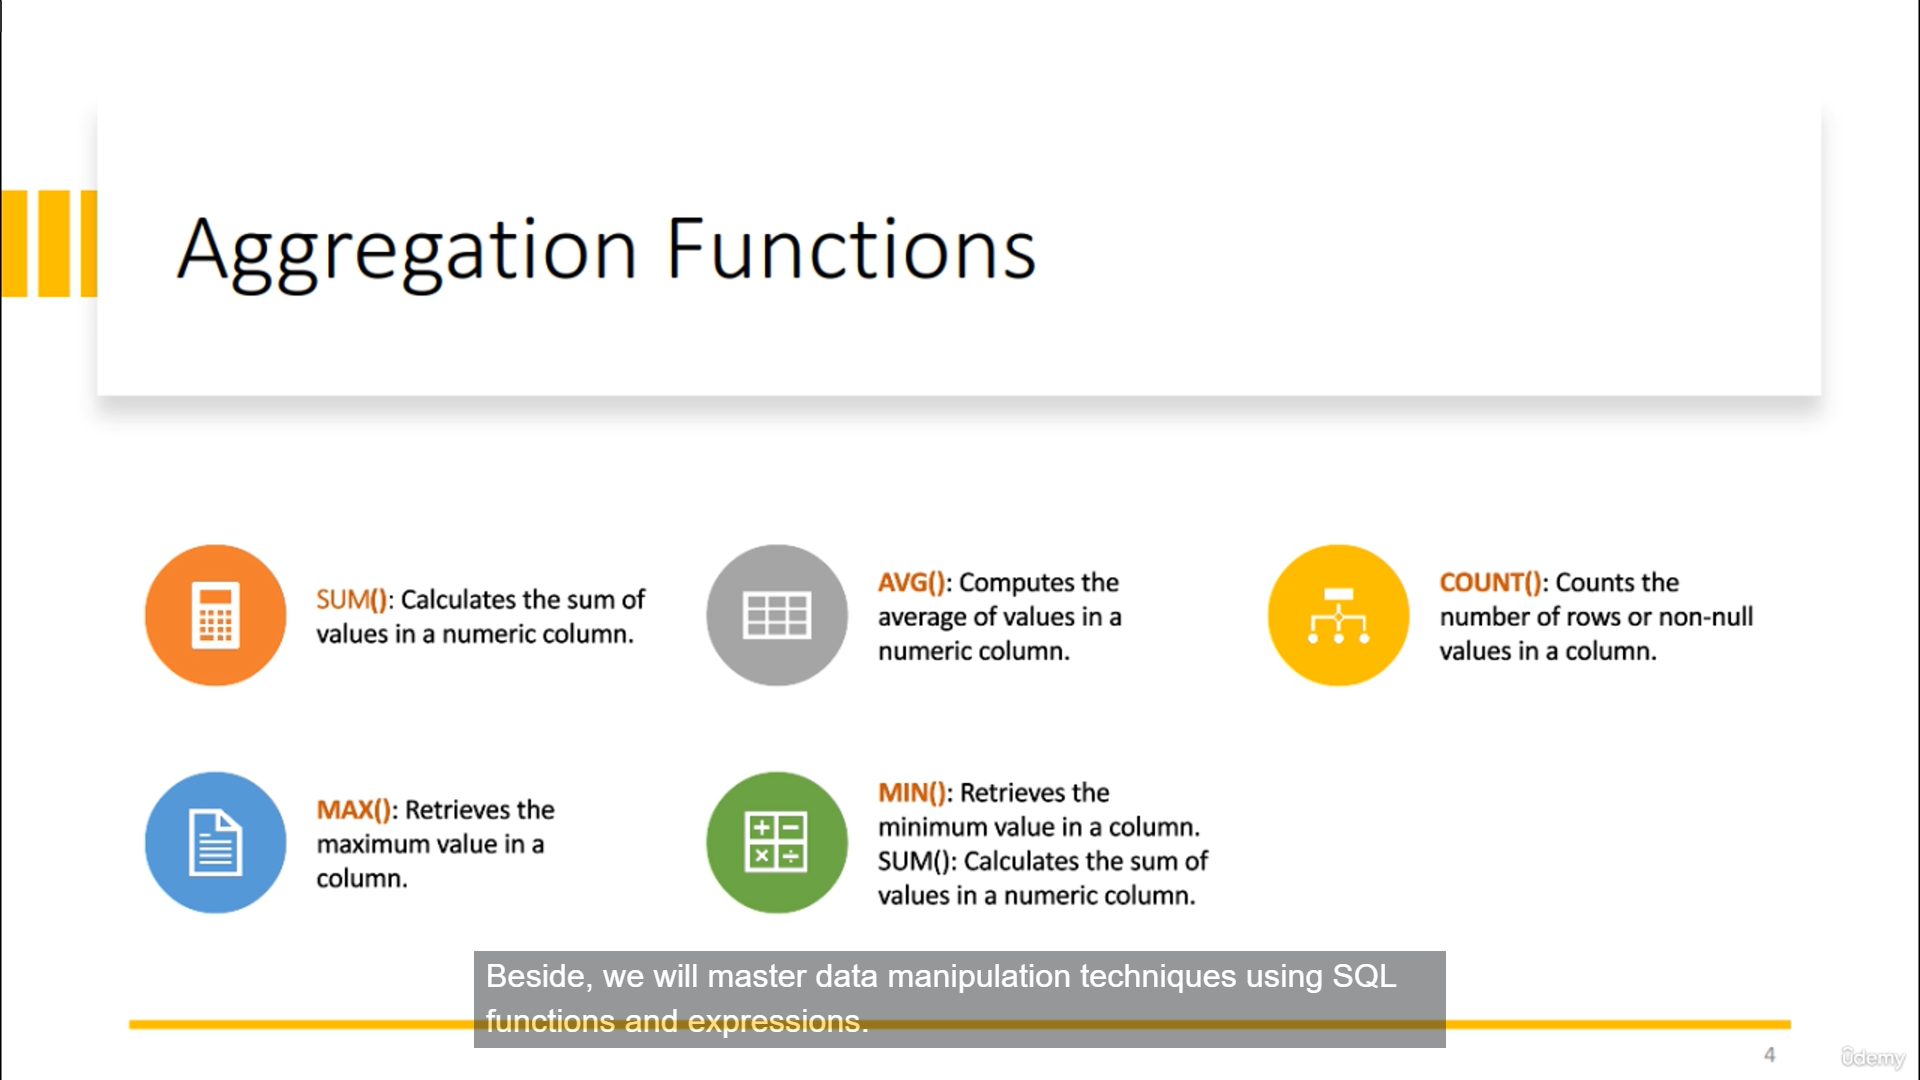 Aggregation Functions
SUM(): Calculates the sum of
values in a numeric column.
AVG(): Computes the
average of values in a
numeric column.
COUNT(): Counts the
number of rows or non-null
values in a column.
MAX(): Retrieves the
maximum value in a
column.
MIN(): Retrieves the
minimum value in a column.
SUM(): Calculates the sum of
values in a numeric column.
Beside, we will master data manipulation techniques using SQL
functions and expressions.
4
ûdemy